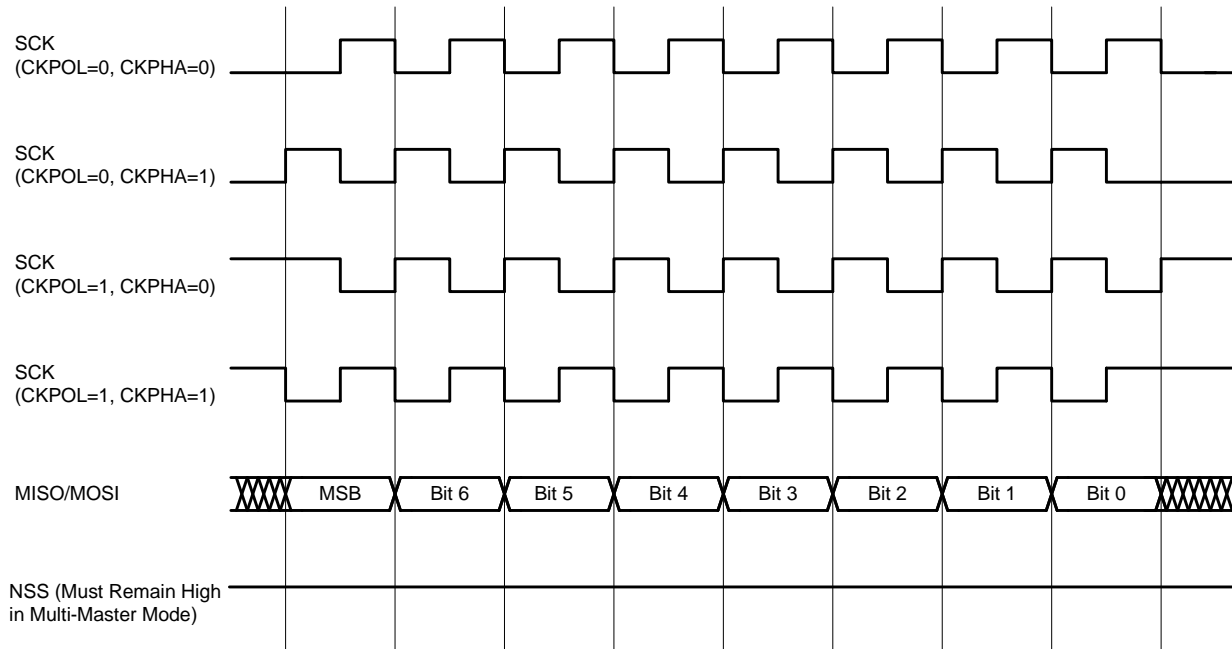 SCK
(CKPOL=0, CKPHA=0)
SCK
(CKPOL=0, CKPHA=1)
SCK
(CKPOL=1, CKPHA=0)
SCK
(CKPOL=1, CKPHA=1)
MISO/MOSI
MSB Bit 6 Bit 5 Bit 4 Bit 3 Bit 2 Bit 1 Bit 0
NSS (Must Remain High
in Multi-Master Mode)